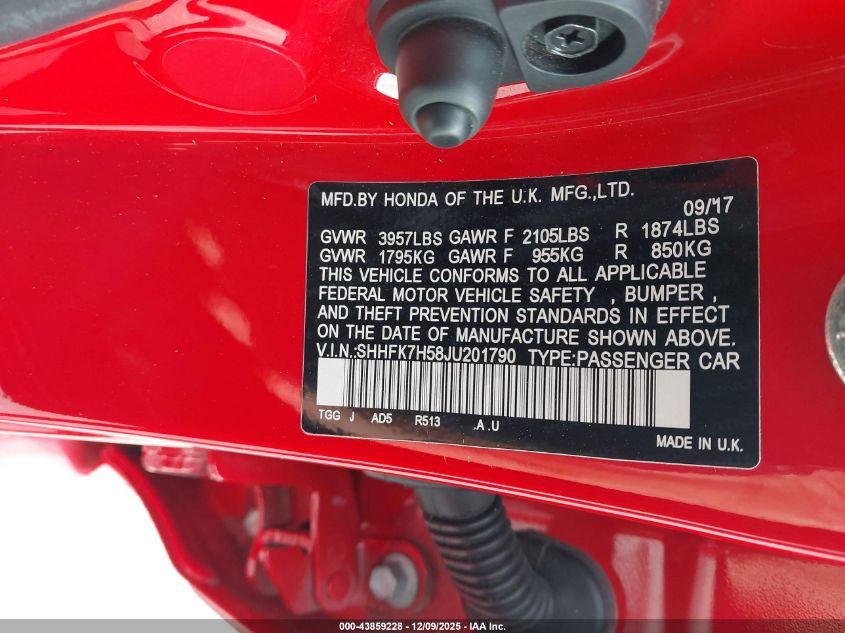 MFD.BY HONDA OF THE U.K. MFG.,LTD.
09/17
GVWR 3957LBS GAWR F 2105LBS R 1874LBS
GVWR 1795KG GAWR F 955KG R 850KG
THIS VEHICLE CONFORMS TO ALL APPLICABLE
FEDERAL MOTOR VEHICLE SAFETY , BUMPER ,
AND THEFT PREVENTION STANDARDS IN EFFECT
ON THE DATE OF MANUFACTURE SHOWN ABOVE.
V.I.N.:SHHFK7H58JU201790 TYPE:PASSENGER CAR
TGG J AD5 R513 .A .U
MADE IN U.K.
000-43859228 - 12/09/2025 - IAA Inc.